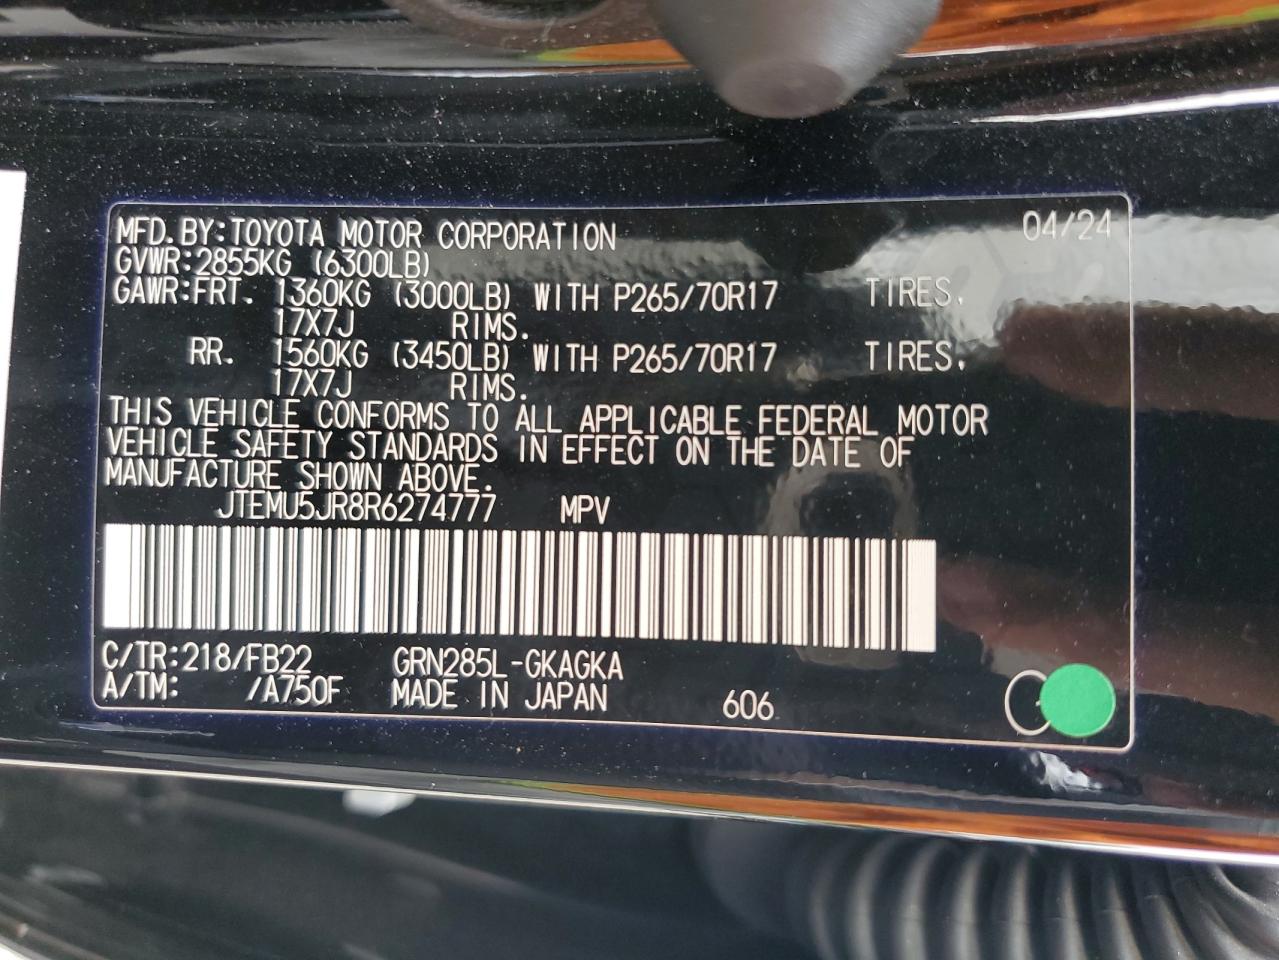 MFD.BY:TOYOTA MOTOR CORPORATION 04/24
GVWR:2855KG (6300LB)
GAWR:FRT. 1360KG (3000LB) WITH P265/70R17 TIRES,
17X7J RIMS.
RR. 1560KG (3450LB) WITH P265/70R17 TIRES,
17X7J RIMS.
THIS VEHICLE CONFORMS TO ALL APPLICABLE FEDERAL MOTOR
VEHICLE SAFETY STANDARDS IN EFFECT ON THE DATE OF
MANUFACTURE SHOWN ABOVE.
JTEMU5JR8R6274777 MPV
C/TR:218/FB22 GRN285L-GKAGKA
A/TM: /A750F MADE IN JAPAN 606